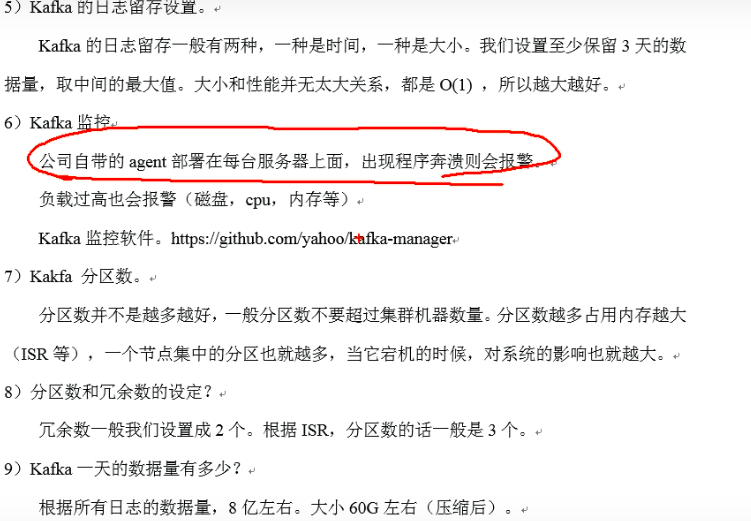 5）Kafka 的日志留存设置。
Kafka 的日志留存一般有两种，一种是时间，一种是大小。我们设置至少保留 3 天的数
据量，取中间的最大值。大小和性能并无太大关系，都是 O(1) ，所以越大越好。
6）Kafka 监控
公司自带的 agent 部署在每台服务器上面，出现程序奔溃则会报警
负载过高也会报警（磁盘，cpu，内存等）
Kafka 监控软件。https://github.com/yahoo/kafka-manager
7）Kakfa 分区数。
分区数并不是越多越好，一般分区数不要超过集群机器数量。分区数越多占用内存越大
（ISR 等），一个节点集中的分区也就越多，当它宕机的时候，对系统的影响也就越大。
8）分区数和冗余数的设定？
冗余数一般我们设置成 2 个。根据 ISR，分区数的话一般是 3 个。
9）Kafka 一天的数据量有多少？
根据所有日志的数据量，8 亿左右。大小 60G 左右（压缩后）。